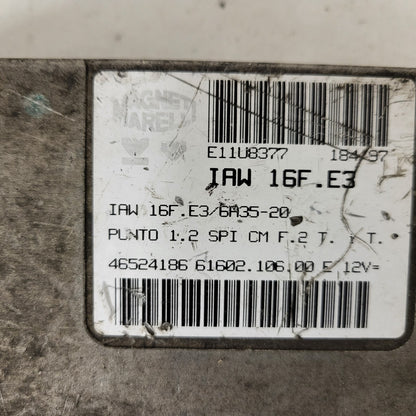 MAGNETI
MARELLI
E11U8377 184-97
IAW 16F.E3
IAW 16F.E3/6A35-20
PUNTO 1.2 SPI CM F.2 T. T.
46524186 61602.106.00 E 12V=